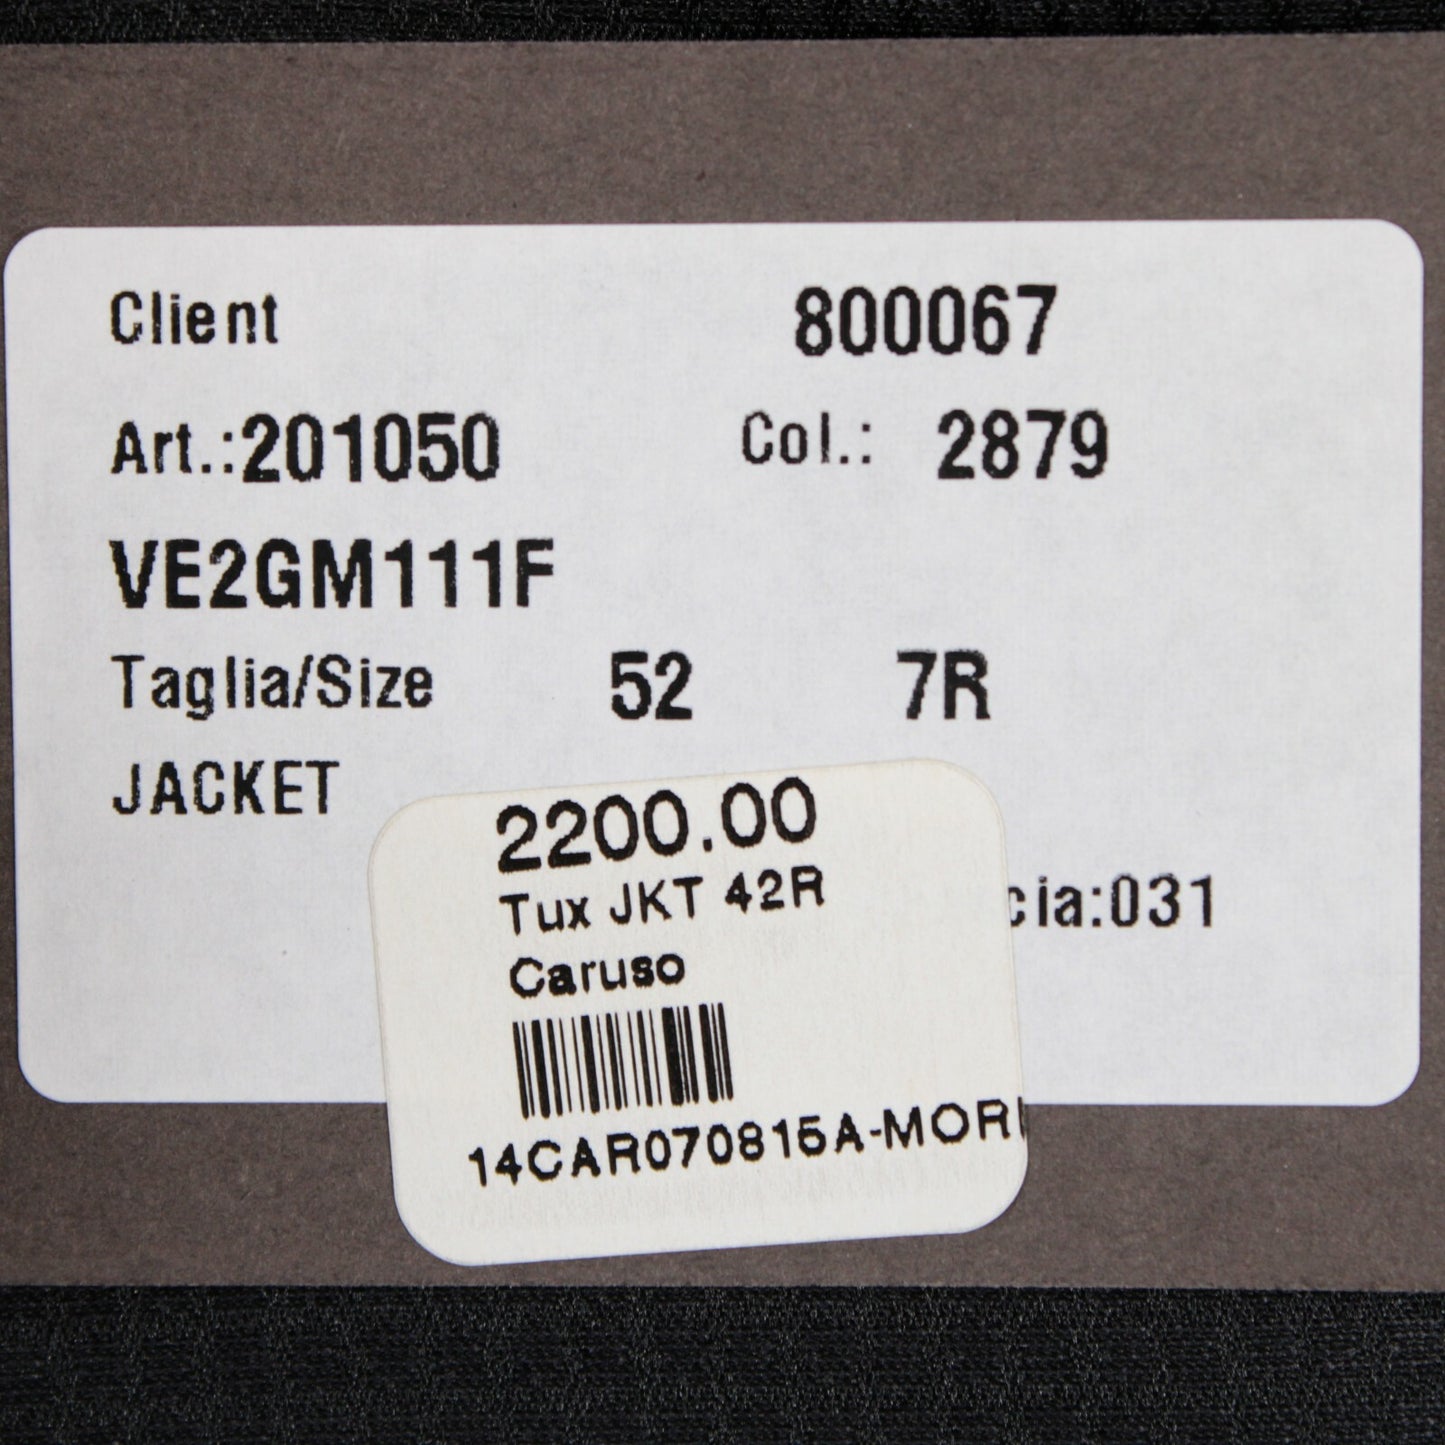 Client 800067
Art.:201050 Col.: 2879
VE2GM111F
Taglia/Size 52 7R
JACKET
2200.00
Tux JKT 42R
cia:031
Caruso
14CAR070815A-MOR